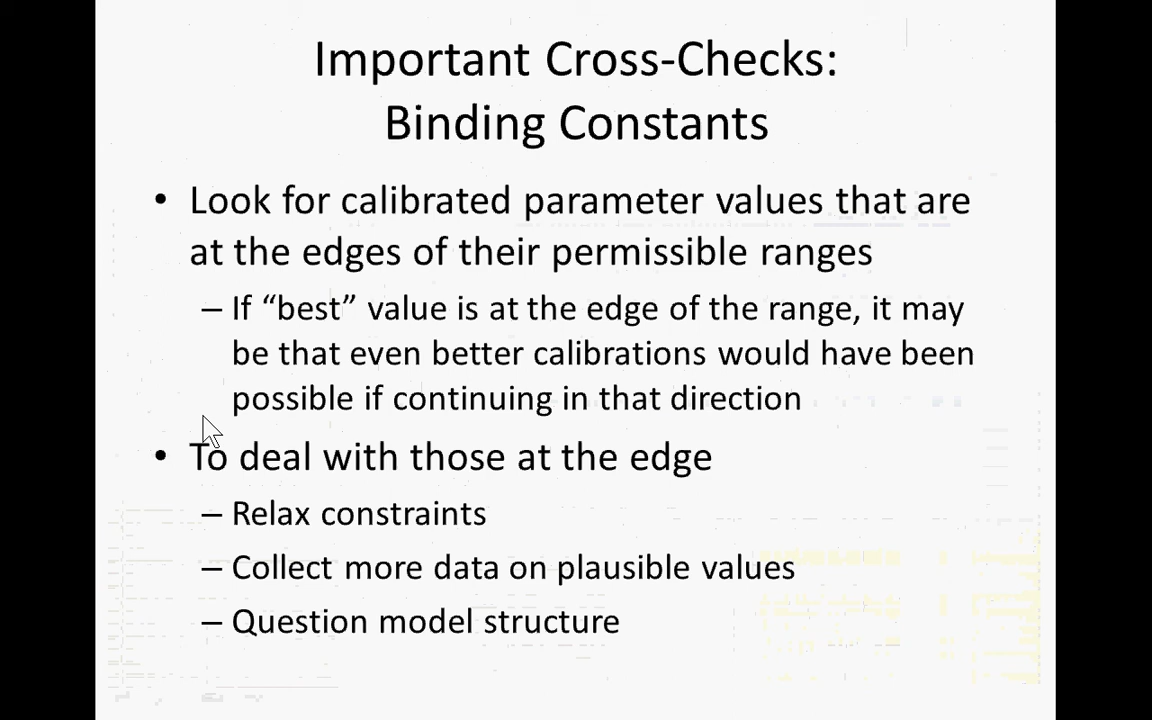 Important Cross-Checks:
Binding Constants
• Look for calibrated parameter values that are
at the edges of their permissible ranges
– If “best” value is at the edge of the range, it may
be that even better calibrations would have been
possible if continuing in that direction
• To deal with those at the edge
– Relax constraints
– Collect more data on plausible values
– Question model structure